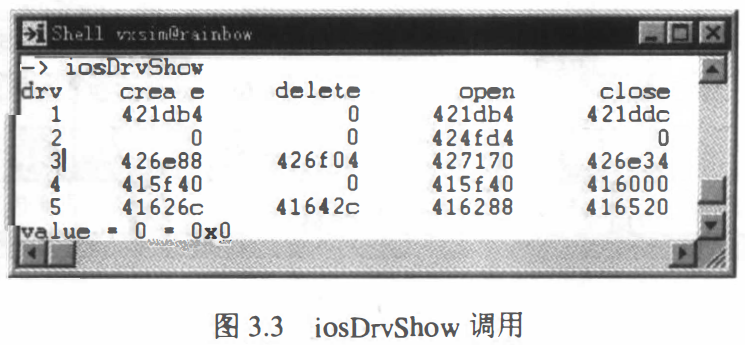 Shell vxsim@rainbow
-> iosDrvShow
drv crea e delete open close
1 421db4 0 421db4 421ddc
2 0 0 424fd4 0
3 426e88 426f04 427170 426e34
4 415f40 0 415f40 416000
5 41626c 41642c 416288 416520
value = 0 = 0x0
图 3.3 iosDrvShow 调用